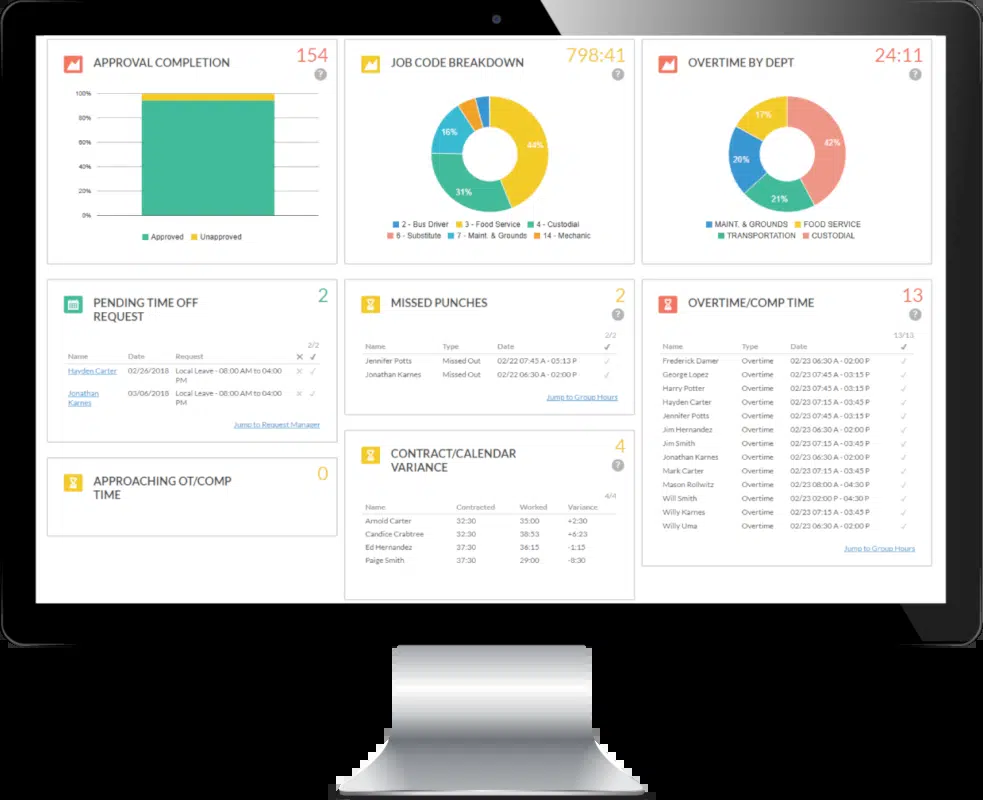 APPROVAL COMPLETION
154
?
100%
80%
60%
40%
20%
0%
Approved Unapproved
JOB CODE BREAKDOWN
798:41
?
44%
31%
16%
2 - Bus Driver 3 - Food Service 4 - Custodial
6 - Substitute 7 - Maint. & Grounds 14 - Mechanic
OVERTIME BY DEPT
24:11
?
17%
42%
20%
21%
MAINT. & GROUNDS FOOD SERVICE
TRANSPORTATION CUSTODIAL
PENDING TIME OFF
REQUEST
2
2/2
Name Date Request ✕ ✓
Hayden Carter 02/26/2018 Local Leave - 08:00 AM to 04:00
PM
Jonathan 03/06/2018 Local Leave - 08:00 AM to 04:00
Karnes PM
Jump to Request Manager
APPROACHING OT/COMP
TIME
0
MISSED PUNCHES
2
?
2/2
Name Type Date ✓
Jennifer Potts Missed Out 02/22 07:45 A - 05:13 P ✓
Jonathan Karnes Missed Out 02/22 06:30 A - 02:00 P ✓
Jump to Group Hours
CONTRACT/CALENDAR
VARIANCE
4
?
4/4
Name Contracted Worked Variance
Arnold Carter 32:30 35:00 +2:30
Candice Crabtree 32:30 38:53 +6:23
Ed Hernandez 37:30 36:15 -1:15
Paige Smith 37:30 29:00 -8:30
OVERTIME/COMP TIME
13
?
13/13
Name Type Date ✓
Frederick Damer Overtime 02/23 06:30 A - 02:00 P ✓
George Lopez Overtime 02/23 07:45 A - 03:15 P ✓
Harry Potter Overtime 02/23 07:45 A - 03:15 P ✓
Hayden Carter Overtime 02/23 07:15 A - 03:45 P ✓
Jennifer Potts Overtime 02/23 07:45 A - 03:15 P ✓
Jim Hernandez Overtime 02/23 06:30 A - 02:00 P ✓
Jim Smith Overtime 02/23 07:15 A - 03:45 P ✓
Jonathan Karnes Overtime 02/23 06:30 A - 02:00 P ✓
Mark Carter Overtime 02/23 07:15 A - 03:45 P ✓
Mason Rollwitz Overtime 02/23 08:00 A - 04:30 P ✓
Will Smith Overtime 02/23 02:00 P - 04:30 P ✓
Willy Karnes Overtime 02/23 07:15 A - 03:45 P ✓
Willy Uma Overtime 02/23 06:30 A - 02:00 P ✓
Jump to Group Hours